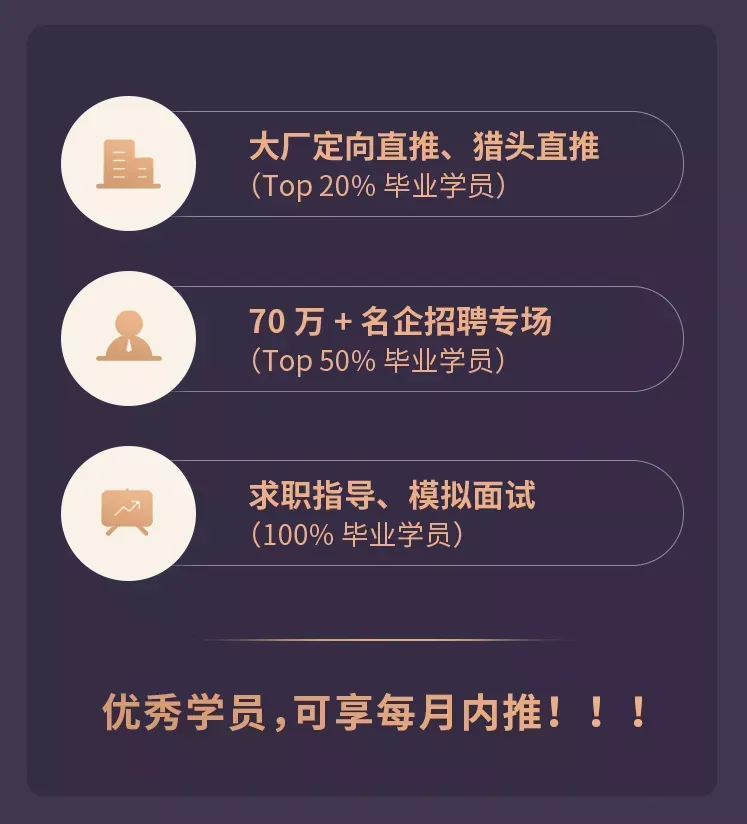 大厂定向直推、猎头直推
（Top 20% 毕业学员）
70 万 + 名企招聘专场
（Top 50% 毕业学员）
求职指导、模拟面试
（100% 毕业学员）
优秀学员,可享每月内推！！！